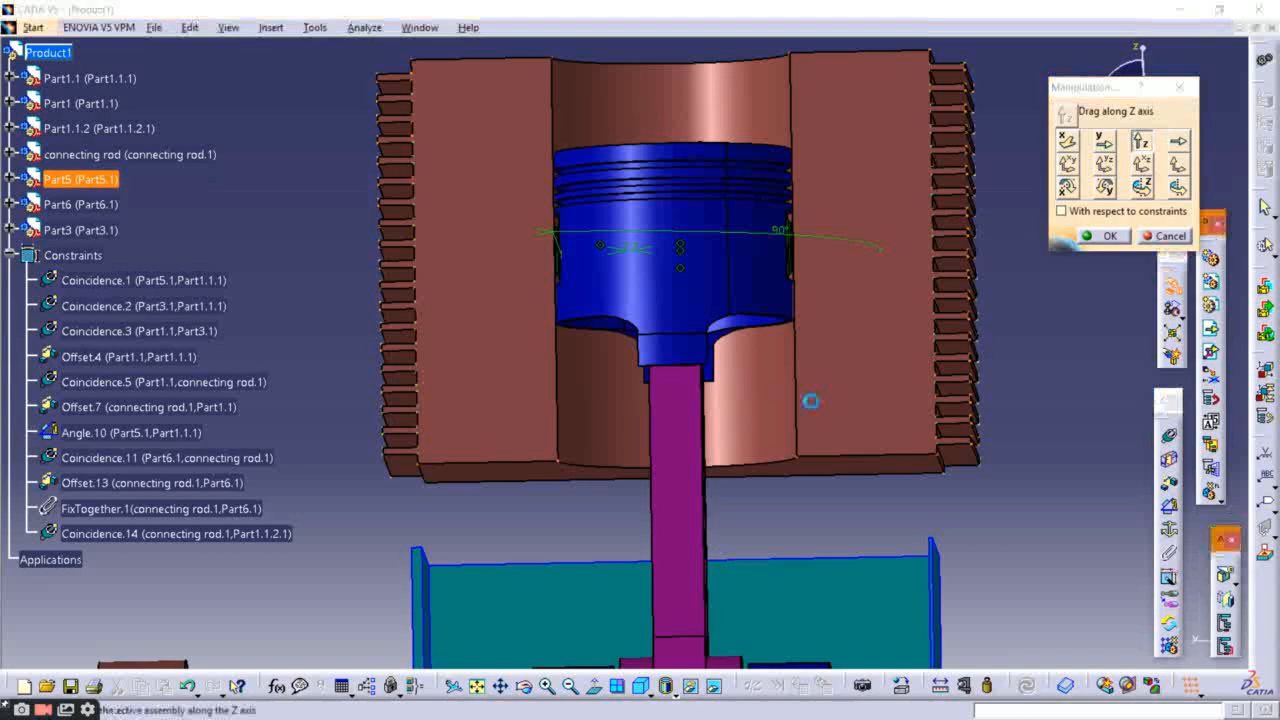 CATIA V5 - [Product1]
Start ENOVIA V5 VPM File Edit View Insert Tools Analyze Window Help
Product1
Part1.1 (Part1.1.1)
Part1 (Part1.1)
Part1.1.2 (Part1.1.2.1)
connecting rod (connecting rod.1)
Part5 (Part5.1)
Part6 (Part6.1)
Part3 (Part3.1)
Constraints
Coincidence.1 (Part5.1,Part1.1.1)
Coincidence.2 (Part3.1,Part1.1.1)
Coincidence.3 (Part1.1,Part3.1)
Offset.4 (Part1.1,Part1.1.1)
Coincidence.5 (Part1.1,connecting rod.1)
Offset.7 (connecting rod.1,Part1.1)
Angle.10 (Part5.1,Part1.1.1)
Coincidence.11 (Part6.1,connecting rod.1)
Offset.13 (connecting rod.1,Part6.1)
FixTogether.1(connecting rod.1,Part6.1)
Coincidence.14 (connecting rod.1,Part1.1.2.1)
Applications
90°
z
Manipulation...
Drag along Z axis
With respect to constraints
OK Cancel
CATIA
assembly along the Z axis